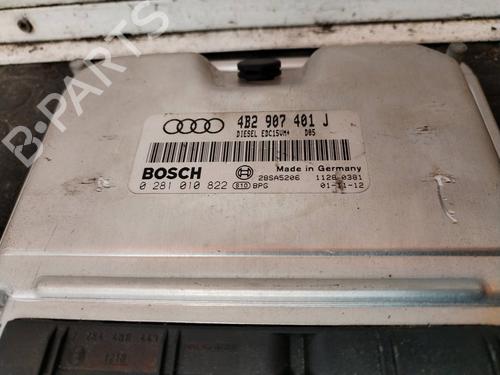 4B2 907 401 J
DIESEL EDC15VM+ D05
BOSCH
28SA5206
Made in Germany
1128 0381
0 281 010 822 810 BPG
01-11-12
B-Parts